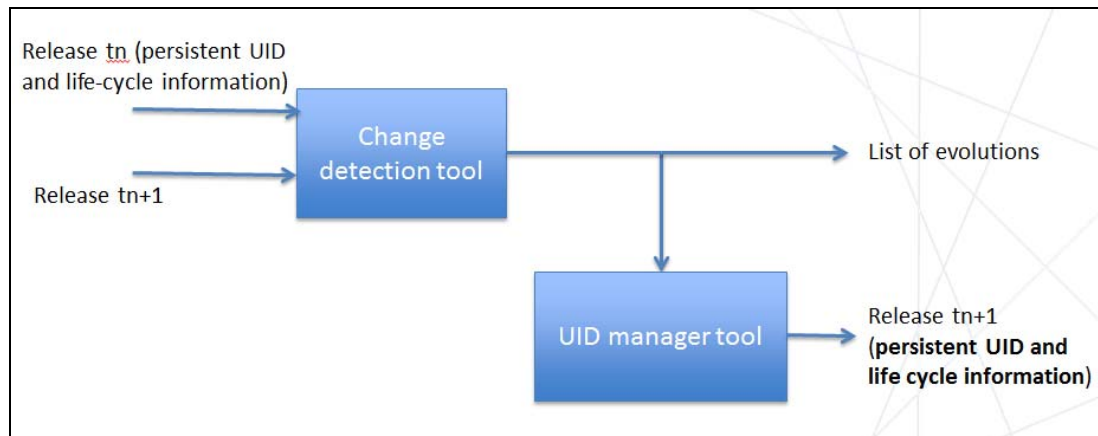 Release tn (persistent UID
and life-cycle information)
Change
detection tool
List of evolutions
Release tn+1
UID manager tool
Release tn+1
(persistent UID and
life cycle information)